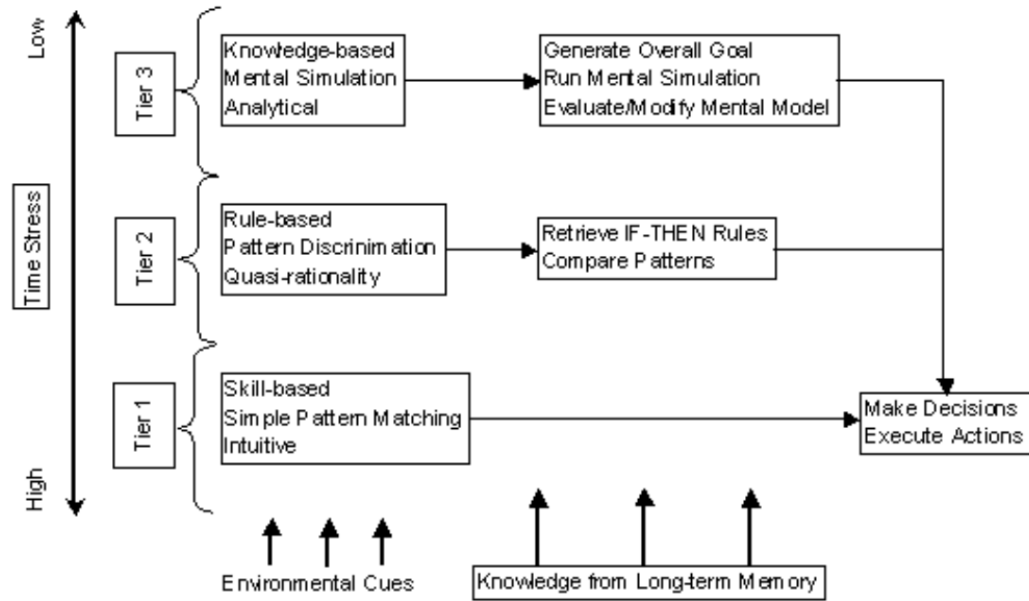 Low
Time Stress
High
Tier 3
Knowledge-based
Mental Simulation
Analytical
Generate Overall Goal
Run Mental Simulation
Evaluate/Modify Mental Model
Tier 2
Rule-based
Pattern Discrinimation
Quasi-rationality
Retrieve IF-THEN Rules
Compare Patterns
Tier 1
Skill-based
Simple Pattern Matching
Intuitive
Make Decisions
Execute Actions
Environmental Cues
Knowledge from Long-term Memory